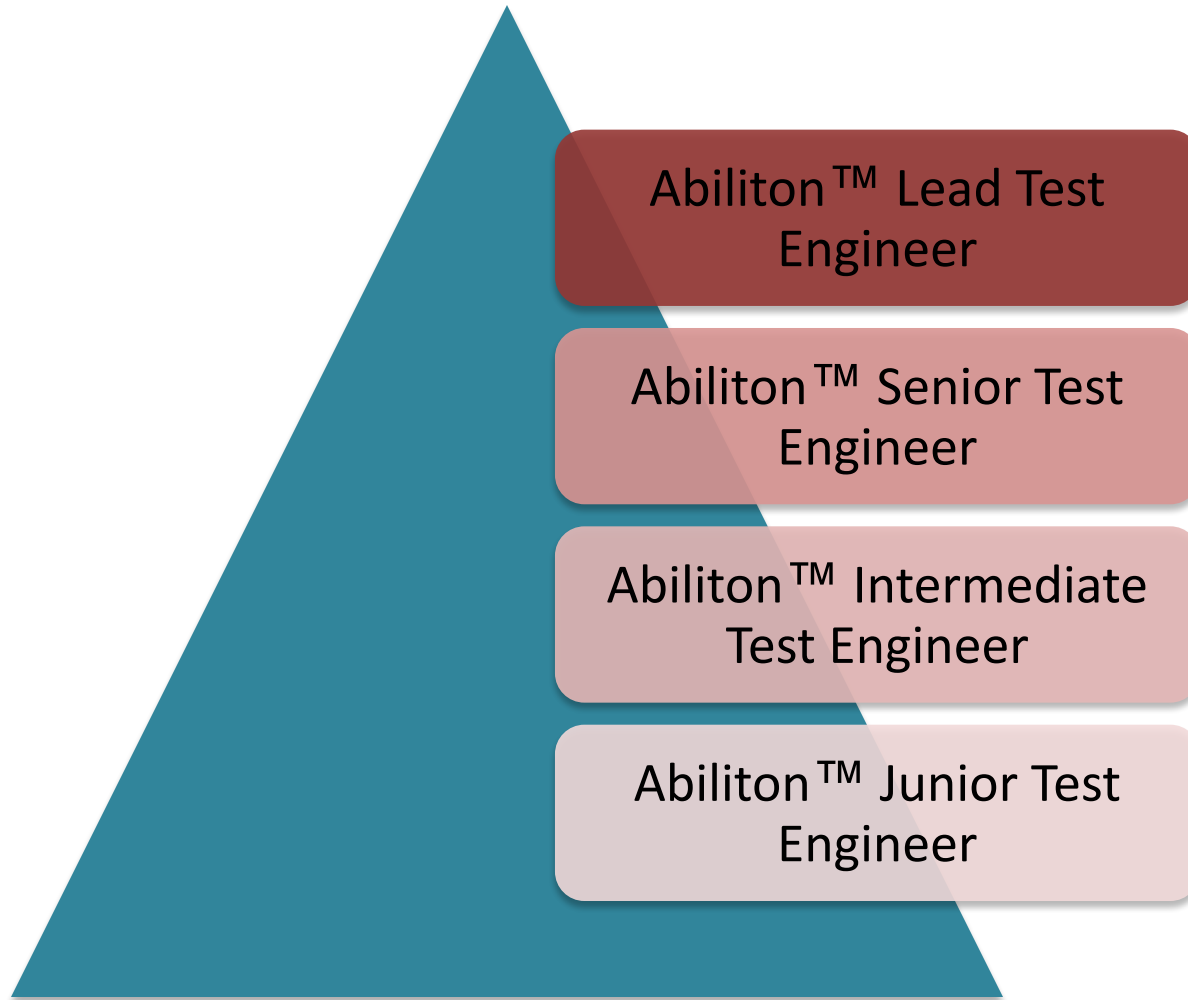 Abiliton™ Lead Test
Engineer
Abiliton™ Senior Test
Engineer
Abiliton™ Intermediate
Test Engineer
Abiliton™ Junior Test
Engineer